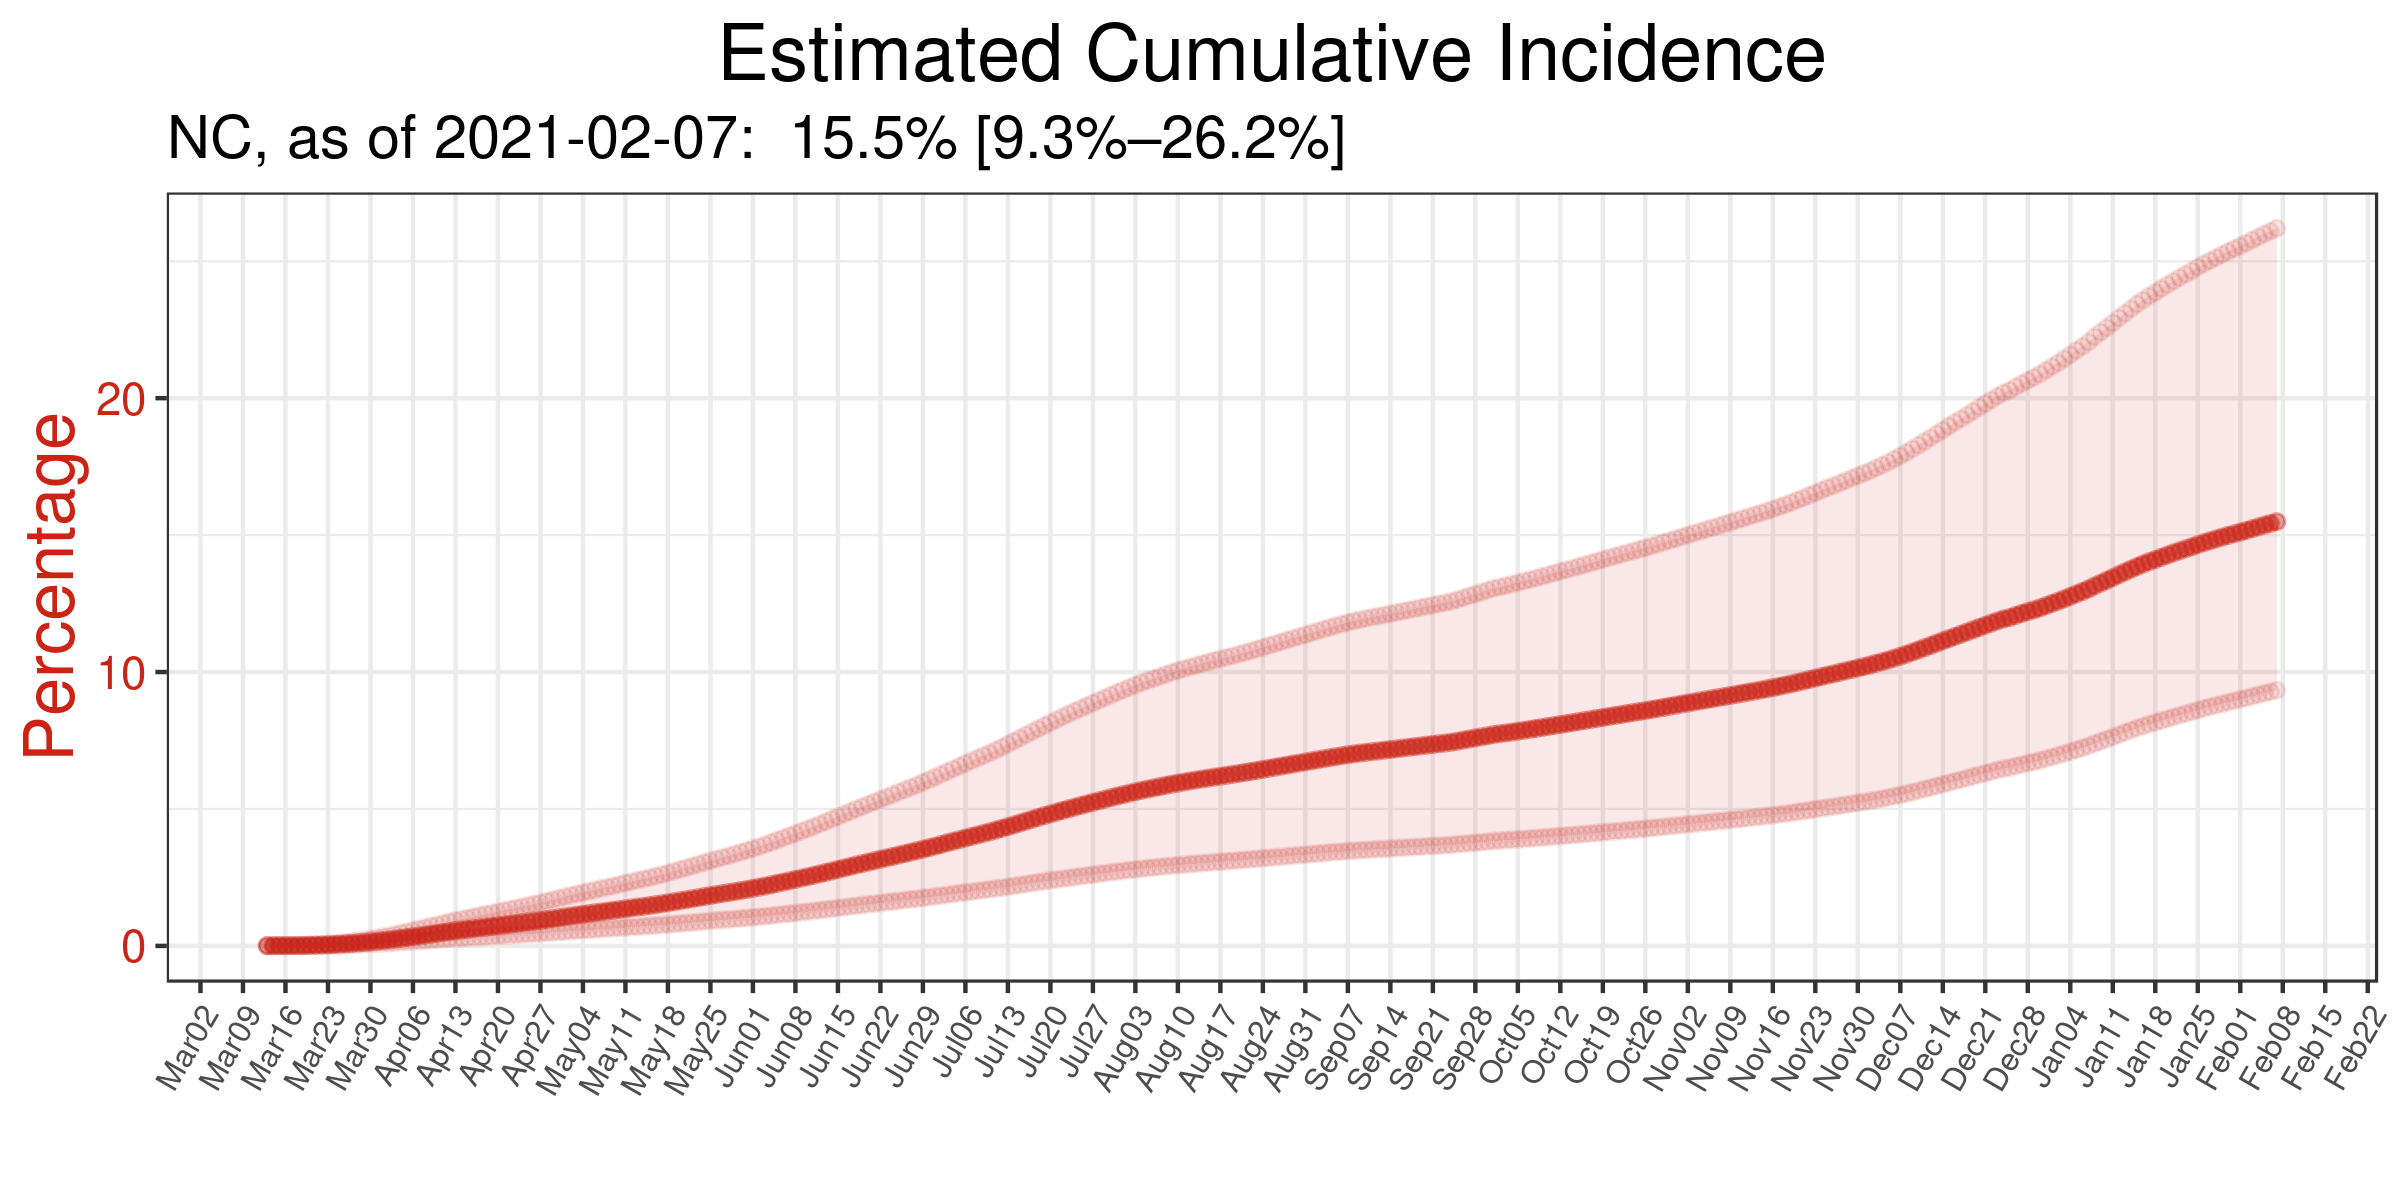 Estimated Cumulative Incidence
NC, as of 2021-02-07:  15.5% [9.3%–26.2%]
Percentage
20
10
0
Mar02
Mar09
Mar16
Mar23
Mar30
Apr06
Apr13
Apr20
Apr27
May04
May11
May18
May25
Jun01
Jun08
Jun15
Jun22
Jun29
Jul06
Jul13
Jul20
Jul27
Aug03
Aug10
Aug17
Aug24
Aug31
Sep07
Sep14
Sep21
Sep28
Oct05
Oct12
Oct19
Oct26
Nov02
Nov09
Nov16
Nov23
Nov30
Dec07
Dec14
Dec21
Dec28
Jan04
Jan11
Jan18
Jan25
Feb01
Feb08
Feb15
Feb22